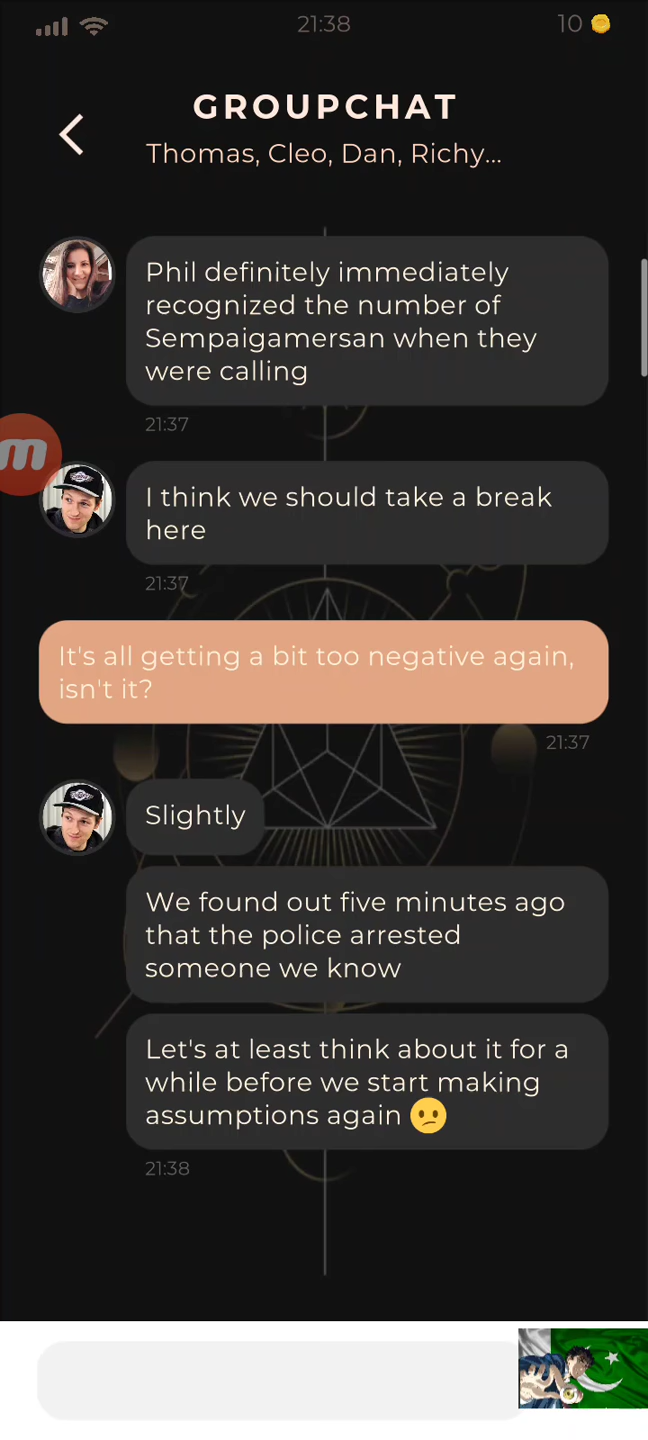 21:38
10
GROUPCHAT
Thomas, Cleo, Dan, Richy...
Phil definitely immediately
recognized the number of
Sempaigamersan when they
were calling
21:37
m
I think we should take a break
here
21:37
It's all getting a bit too negative again,
isn't it?
21:37
Slightly
We found out five minutes ago
that the police arrested
someone we know
Let's at least think about it for a
while before we start making
assumptions again 😕
21:38